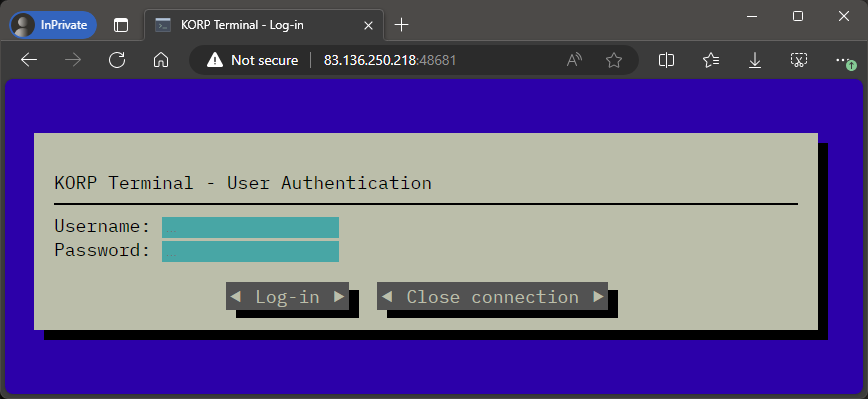 InPrivate
KORP Terminal - Log-in
Not secure
83.136.250.218:48681
KORP Terminal - User Authentication
Username: ...
Password: ...
Log-in
Close connection